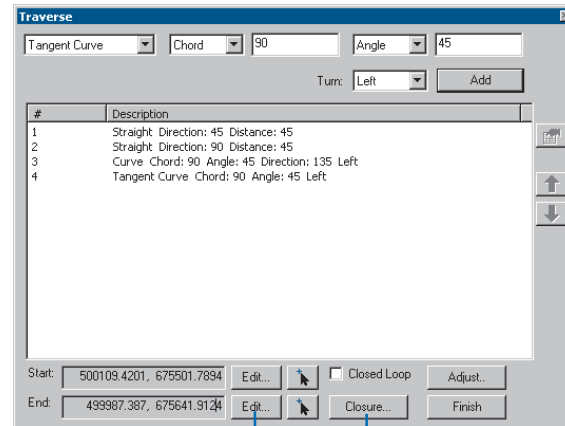 Traverse
Tangent Curve Chord 90 Angle 45
Turn: Left Add
# Description
1 Straight Direction: 45 Distance: 45
2 Straight Direction: 90 Distance: 45
3 Curve Chord: 90 Angle: 45 Direction: 135 Left
4 Tangent Curve Chord: 90 Angle: 45 Left
Start: 500109.4201, 675501.7894 Edit... Closed Loop Adjust..
End: 499987.387, 675641.9124 Edit... Closure... Finish